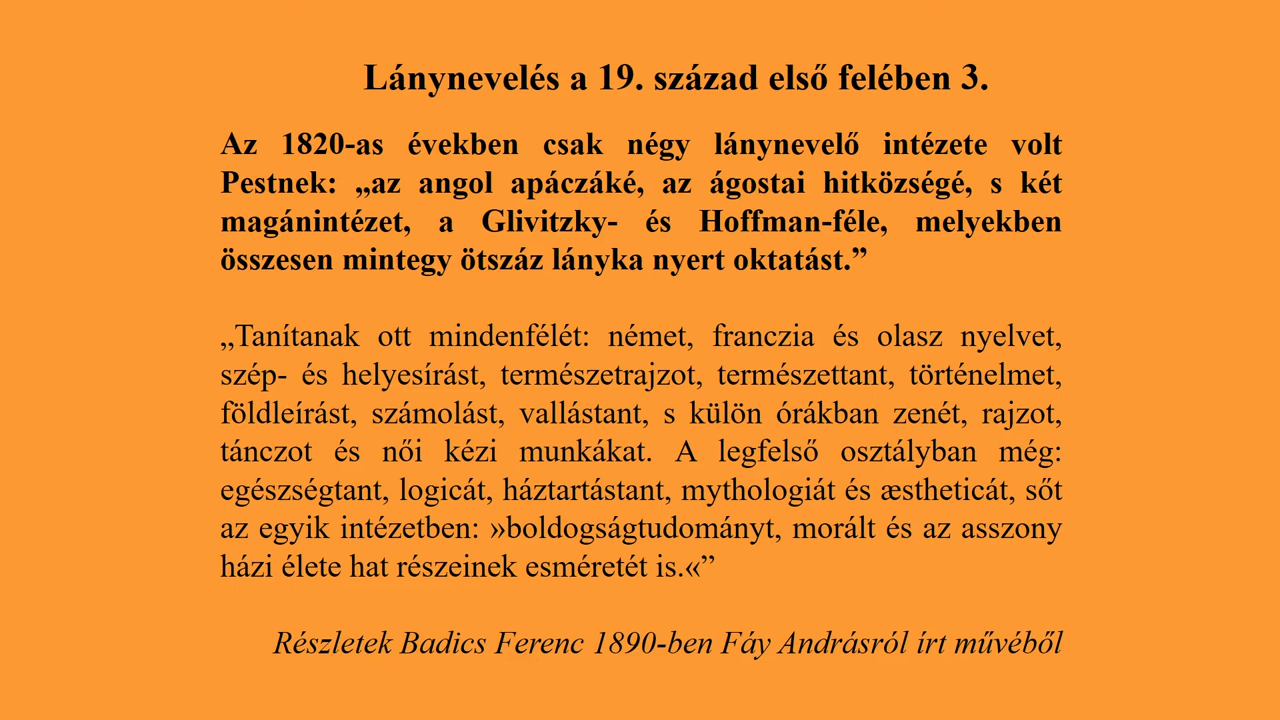 Lánynevelés a 19. század első felében 3.
Az 1820-as években csak négy lánynevelő intézete volt
Pestnek: „az angol apáczáké, az ágostai hitközségé, s két
magánintézet, a Glivitzky- és Hoffman-féle, melyekben
összesen mintegy ötszáz lányka nyert oktatást.”
„Tanítanak ott mindenfélét: német, franczia és olasz nyelvet,
szép- és helyesírást, természetrajzot, természettant, történelmet,
földleírást, számolást, vallástant, s külön órákban zenét, rajzot,
tánczot és női kézi munkákat. A legfelső osztályban még:
egészségtant, logicát, háztartástant, mythologiát és æstheticát, sőt
az egyik intézetben: »boldogságtudományt, morált és az asszony
házi élete hat részeinek esméretét is.«”
Részletek Badics Ferenc 1890-ben Fáy Andrásról írt művéből